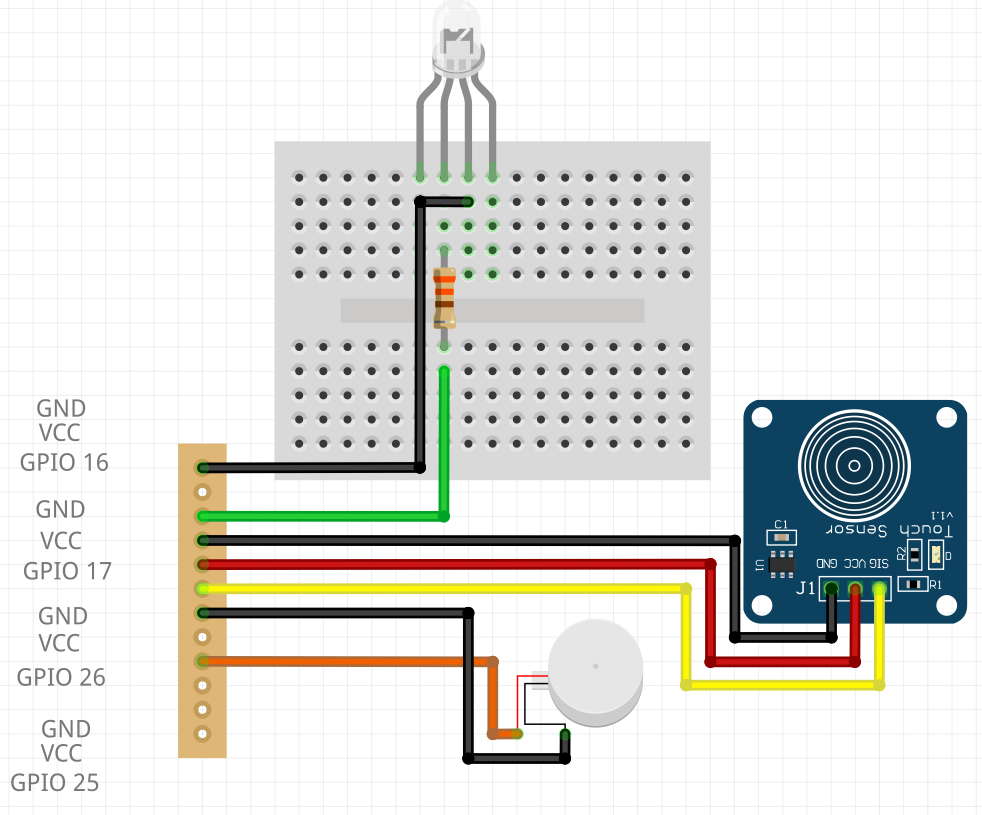 GND
VCC
GPIO 16
GND
VCC
GPIO 17
GND
VCC
GPIO 26
GND
VCC
GPIO 25
v1.1
Touch
Sensor
C1
U1
R2
D
GND VCC SIG
J1
R1